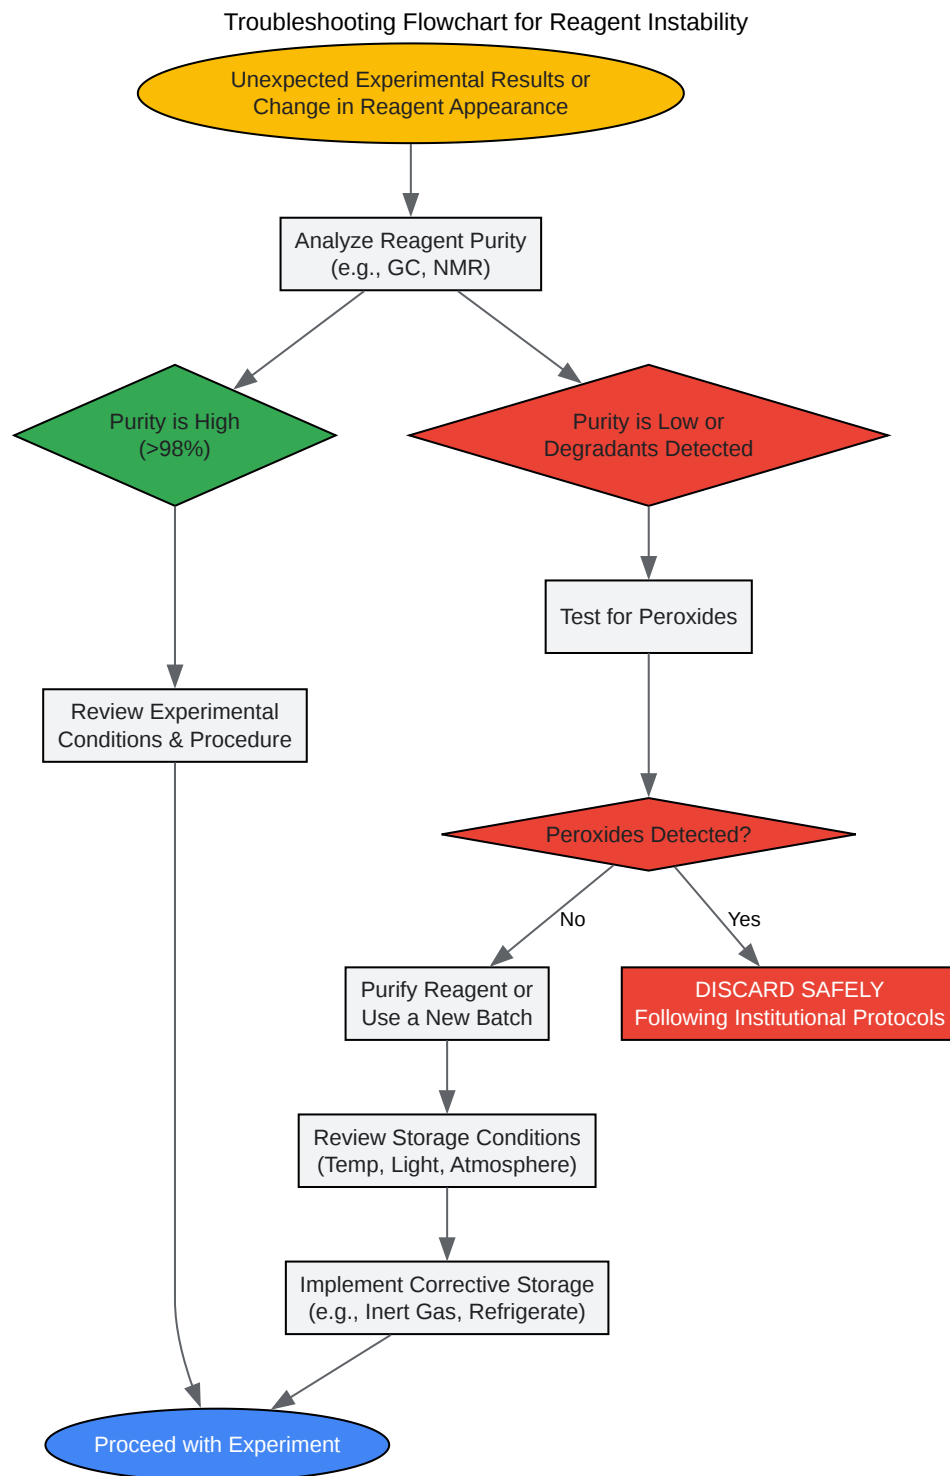 Troubleshooting Flowchart for Reagent Instability
Unexpected Experimental Results or
Change in Reagent Appearance
Analyze Reagent Purity
(e.g., GC, NMR)
Purity is High
(>98%)
Purity is Low or
Degradants Detected
Test for Peroxides
Review Experimental
Conditions & Procedure
Peroxides Detected?
No
Yes
Purify Reagent or
Use a New Batch
DISCARD SAFELY
Following Institutional Protocols
Review Storage Conditions
(Temp, Light, Atmosphere)
Implement Corrective Storage
(e.g., Inert Gas, Refrigerate)
Proceed with Experiment